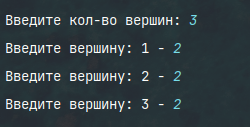 Введите кол-во вершин: 3
Введите вершину: 1 - 2
Введите вершину: 2 - 2
Введите вершину: 3 - 2